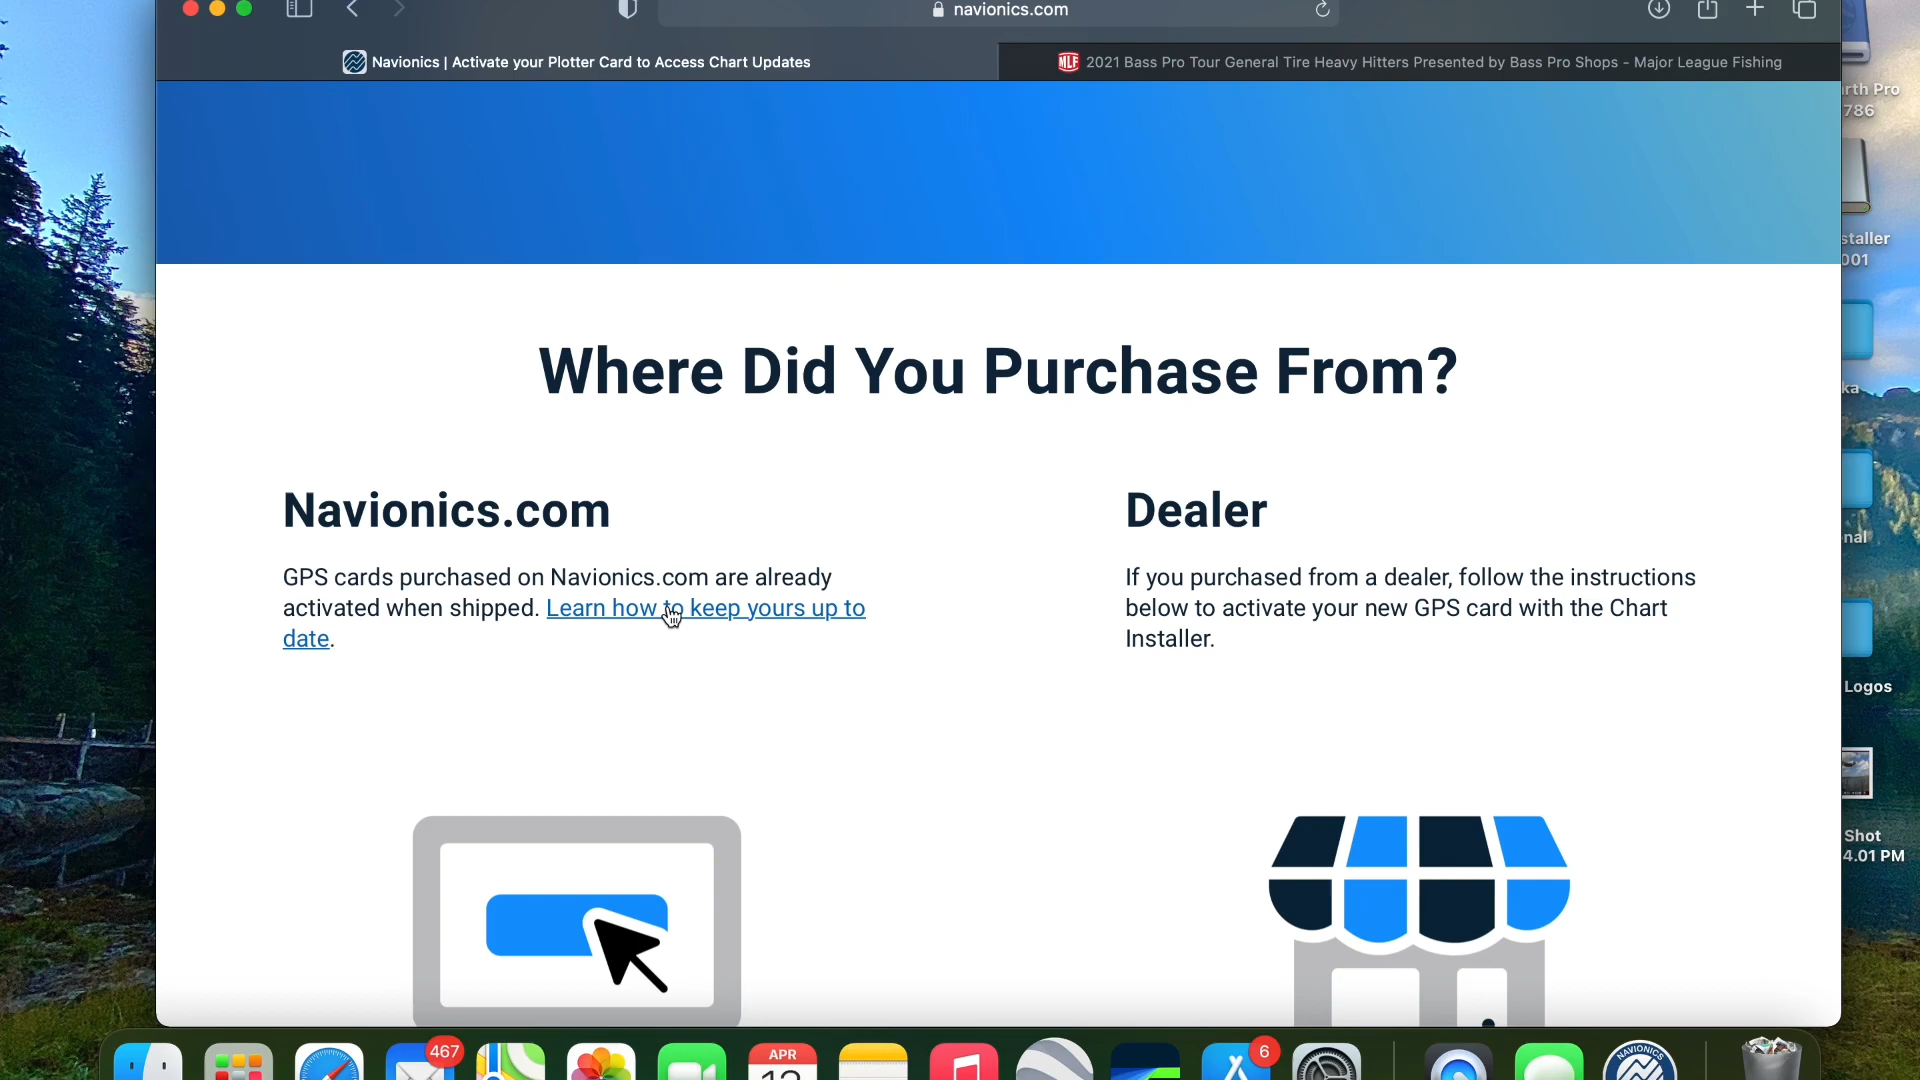 navionics.com
Navionics | Activate your Plotter Card to Access Chart Updates
MLF 2021 Bass Pro Tour General Tire Heavy Hitters Presented by Bass Pro Shops - Major League Fishing
rth Pro
786
Where Did You Purchase From?
staller
001
ka
Navionics.com
Dealer
nal
GPS cards purchased on Navionics.com are already
activated when shipped. Learn how to keep yours up to
date.
If you purchased from a dealer, follow the instructions
below to activate your new GPS card with the Chart
Installer.
Logos
Shot
4.01 PM
467
APR
6
NAVIONICS